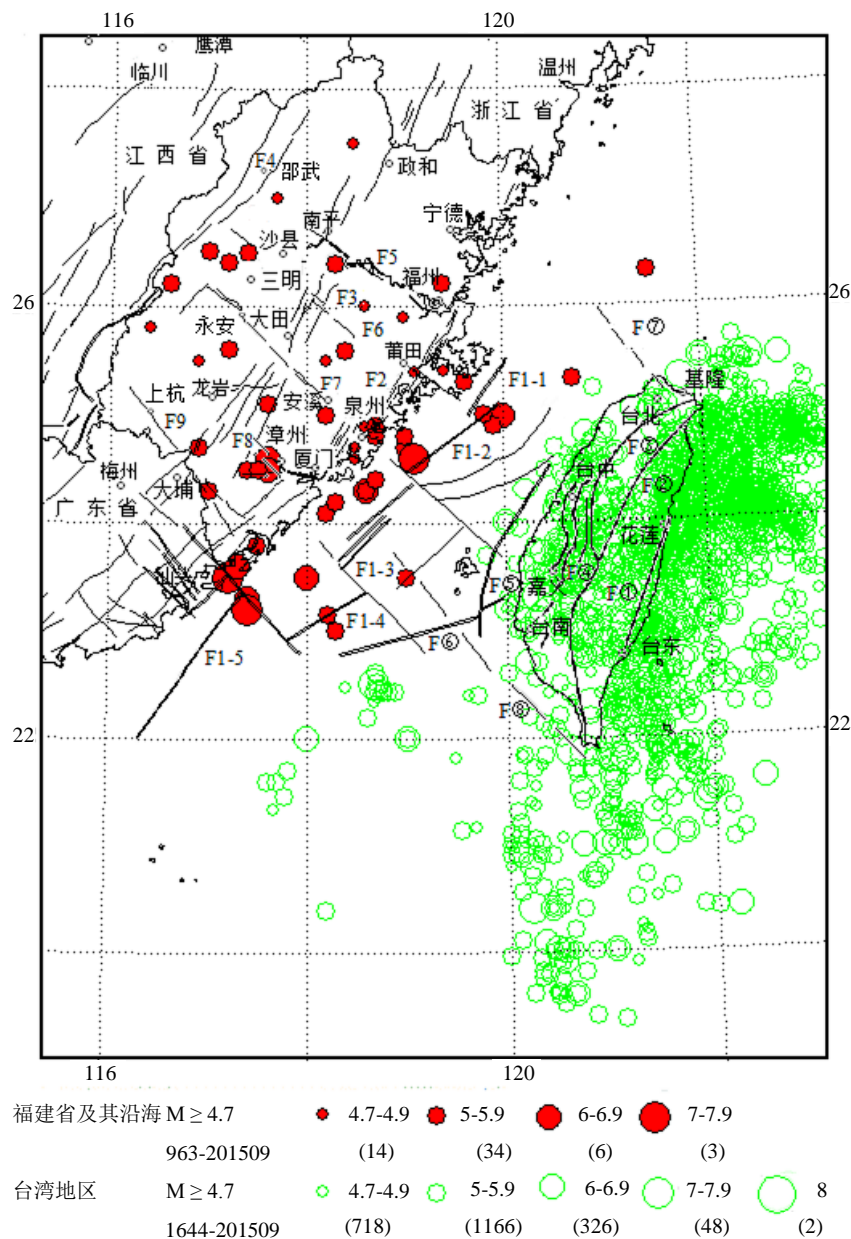 116 120
鹰潭
临川
温州
浙江省
江西省
F4
邵武
政和
南平
宁德
沙县
F5
三明
福州
26 26
F3
大田
永安
F6
F⑦
莆田
上杭
龙岩
F7
F2
F1-1
基隆
安溪
泉州
台北
F9
F8
漳州
F③
厦门
F1-2
台中
梅州
大埔
F②
广东省
花莲
F1-3
F④
F⑤
嘉义
F①
F1-4
台南
F⑥
台东
F1-5
F⑧
22 22
116 120
福建省及其沿海 M ≥ 4.7 4.7-4.9 5-5.9 6-6.9 7-7.9
963-201509 (14) (34) (6) (3)
台湾地区 M ≥ 4.7 4.7-4.9 5-5.9 6-6.9 7-7.9 8
1644-201509 (718) (1166) (326) (48) (2)